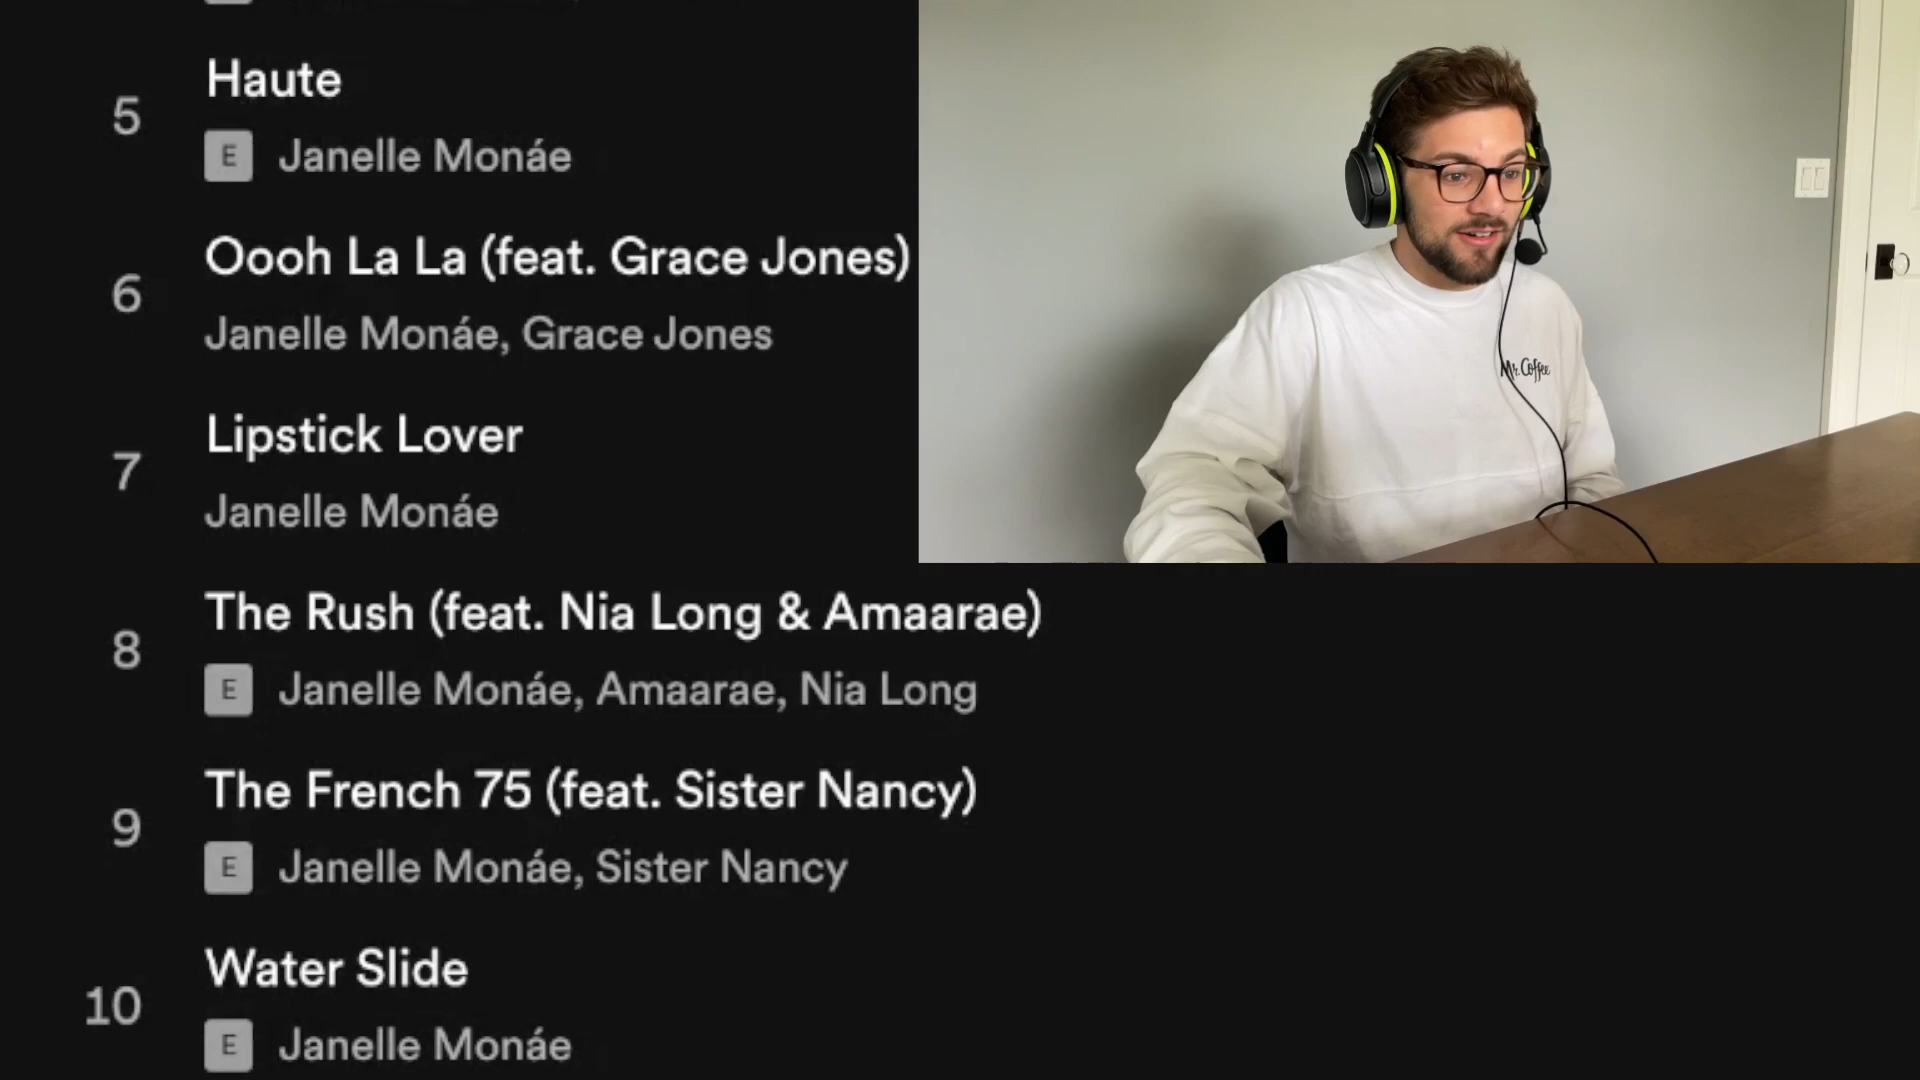 5
Haute
E Janelle Monáe
6
Oooh La La (feat. Grace Jones)
Janelle Monáe, Grace Jones
7
Lipstick Lover
Janelle Monáe
8
The Rush (feat. Nia Long & Amaarae)
E Janelle Monáe, Amaarae, Nia Long
9
The French 75 (feat. Sister Nancy)
E Janelle Monáe, Sister Nancy
10
Water Slide
E Janelle Monáe
Mr. Coffee